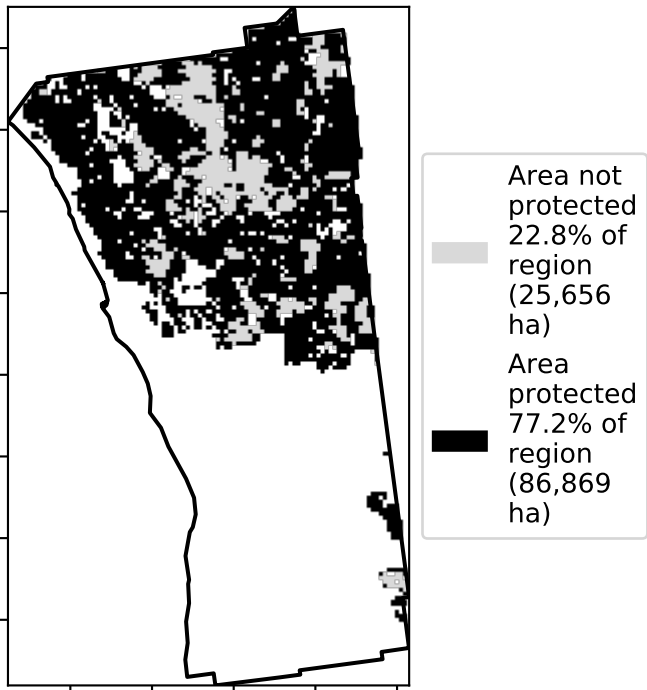 Area not
protected
22.8% of
region
(25,656
ha)
Area
protected
77.2% of
region
(86,869
ha)